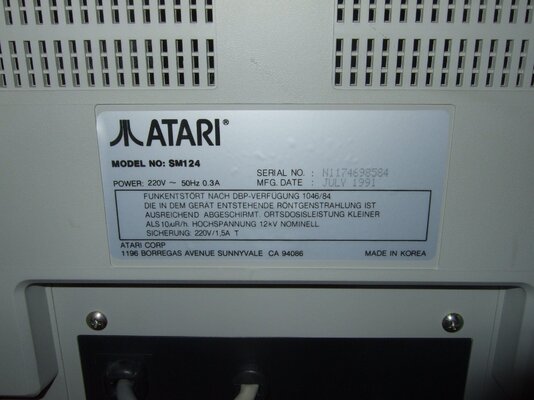 ATARI®
MODEL NO: SM124
SERIAL NO. : N1174698584
POWER: 220V ~ 50Hz 0.3A
MFG. DATE : JULY 1991
FUNKENTSTÖRT NACH DBP-VERFÜGUNG 1046/84
DIE IN DEM GERÄT ENTSTEHENDE RÖNTGENSTRAHLUNG IST
AUSREICHEND ABGESCHIRMT. ORTSDOSISLEISTUNG KLEINER
ALS 10µR/h. HOCHSPANNUNG 12kV NOMINELL
SICHERUNG: 220V/1,5A T
ATARI CORP
1196 BORREGAS AVENUE SUNNYVALE CA 94086
MADE IN KOREA